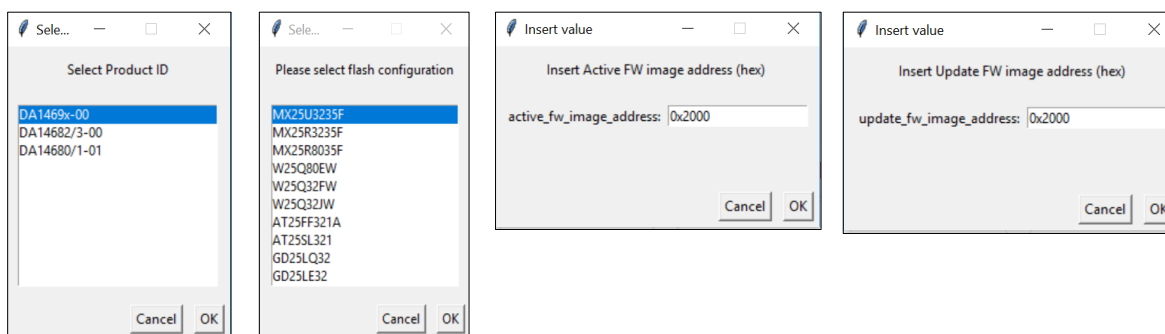 Sele...
Select Product ID
DA1469x-00
DA14682/3-00
DA14680/1-01
Cancel OK
Sele...
Please select flash configuration
MX25U3235F
MX25R3235F
MX25R8035F
W25Q80EW
W25Q32FW
W25Q32JW
AT25FF321A
AT25SL321
GD25LQ32
GD25LE32
Cancel OK
Insert value
Insert Active FW image address (hex)
active_fw_image_address: 0x2000
Cancel OK
Insert value
Insert Update FW image address (hex)
update_fw_image_address: 0x2000
Cancel OK